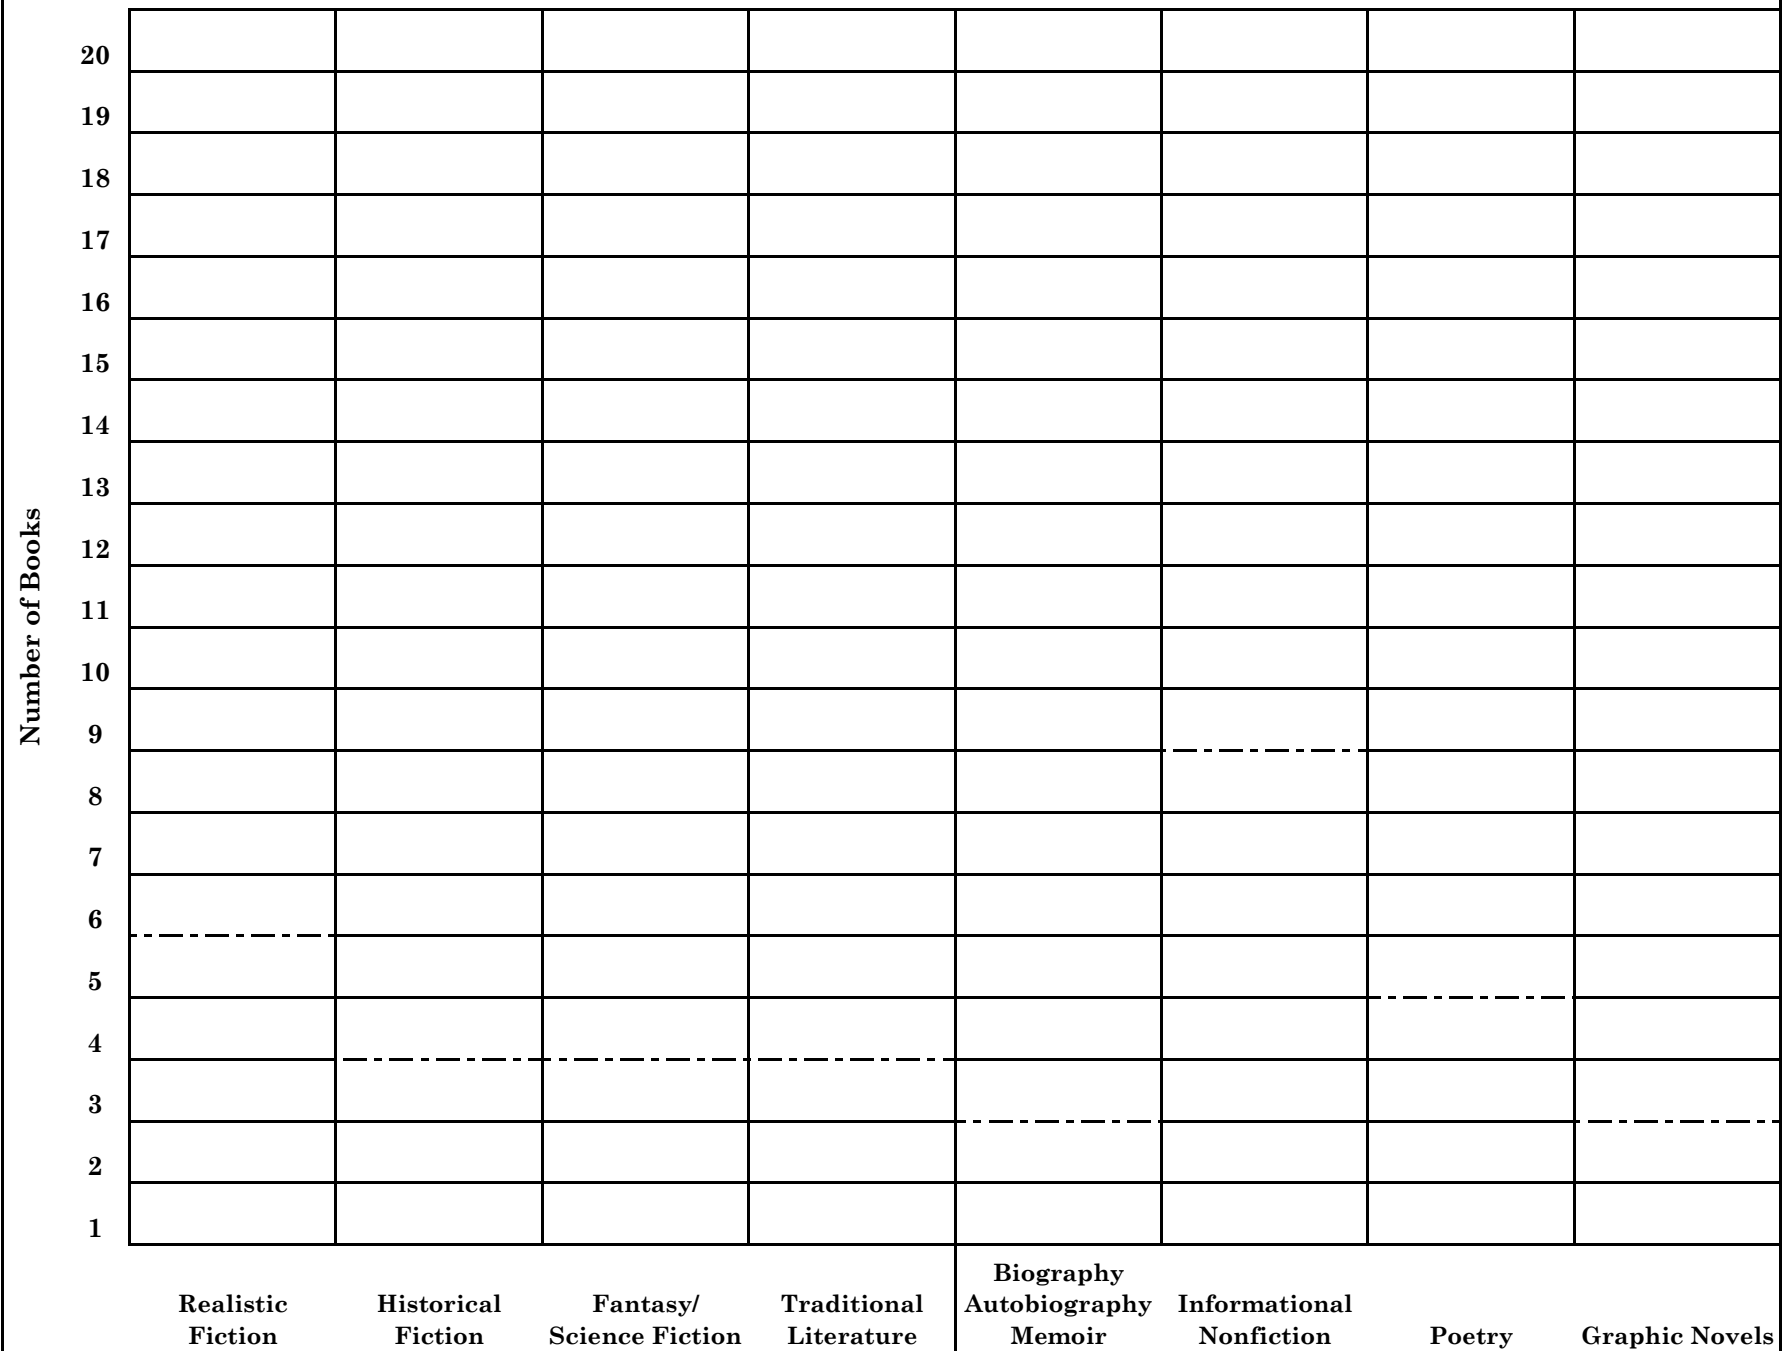 Number of Books
20
19
18
17
16
15
14
13
12
11
10
9
8
7
6
5
4
3
2
1
Realistic
Fiction
Historical
Fiction
Fantasy/
Science Fiction
Traditional
Literature
Biography
Autobiography
Memoir
Informational
Nonfiction
Poetry
Graphic Novels